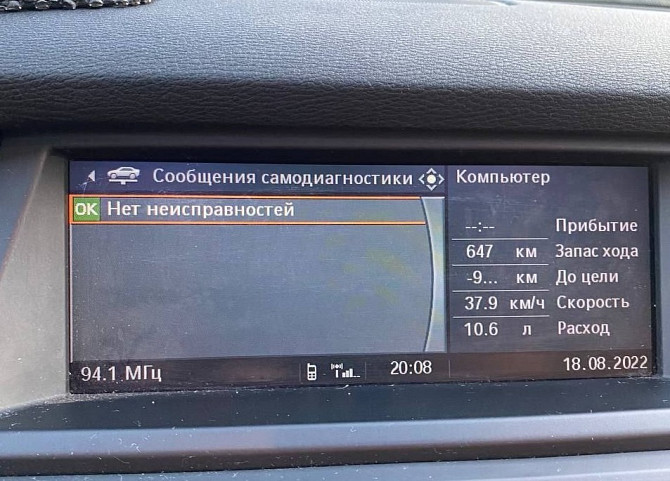 Сообщения самодиагностики
OK Нет неисправностей
Компьютер
--:-- Прибытие
647 км Запас хода
-9... км До цели
37.9 км/ч Скорость
10.6 л Расход
94.1 МГц 20:08 18.08.2022